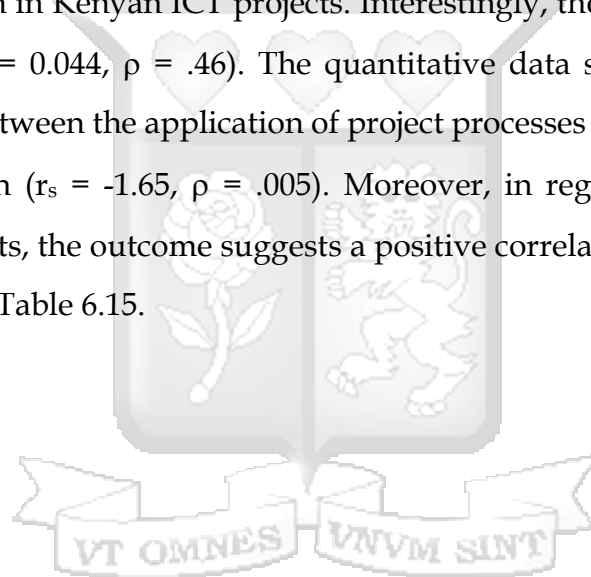 n in Kenyan ICT projects. Interestingly, the
= 0.044, ρ = .46). The quantitative data s
tween the application of project processes
n (rₛ = -1.65, ρ = .005). Moreover, in reg
ts, the outcome suggests a positive correla
Table 6.15.
VT OMNES VNVM SINT